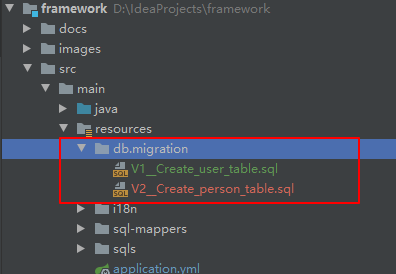 framework D:\IdeaProjects\framework
docs
images
src
main
java
resources
db.migration
V1__Create_user_table.sql
V2__Create_person_table.sql
i18n
sql-mappers
sqls
application.yml